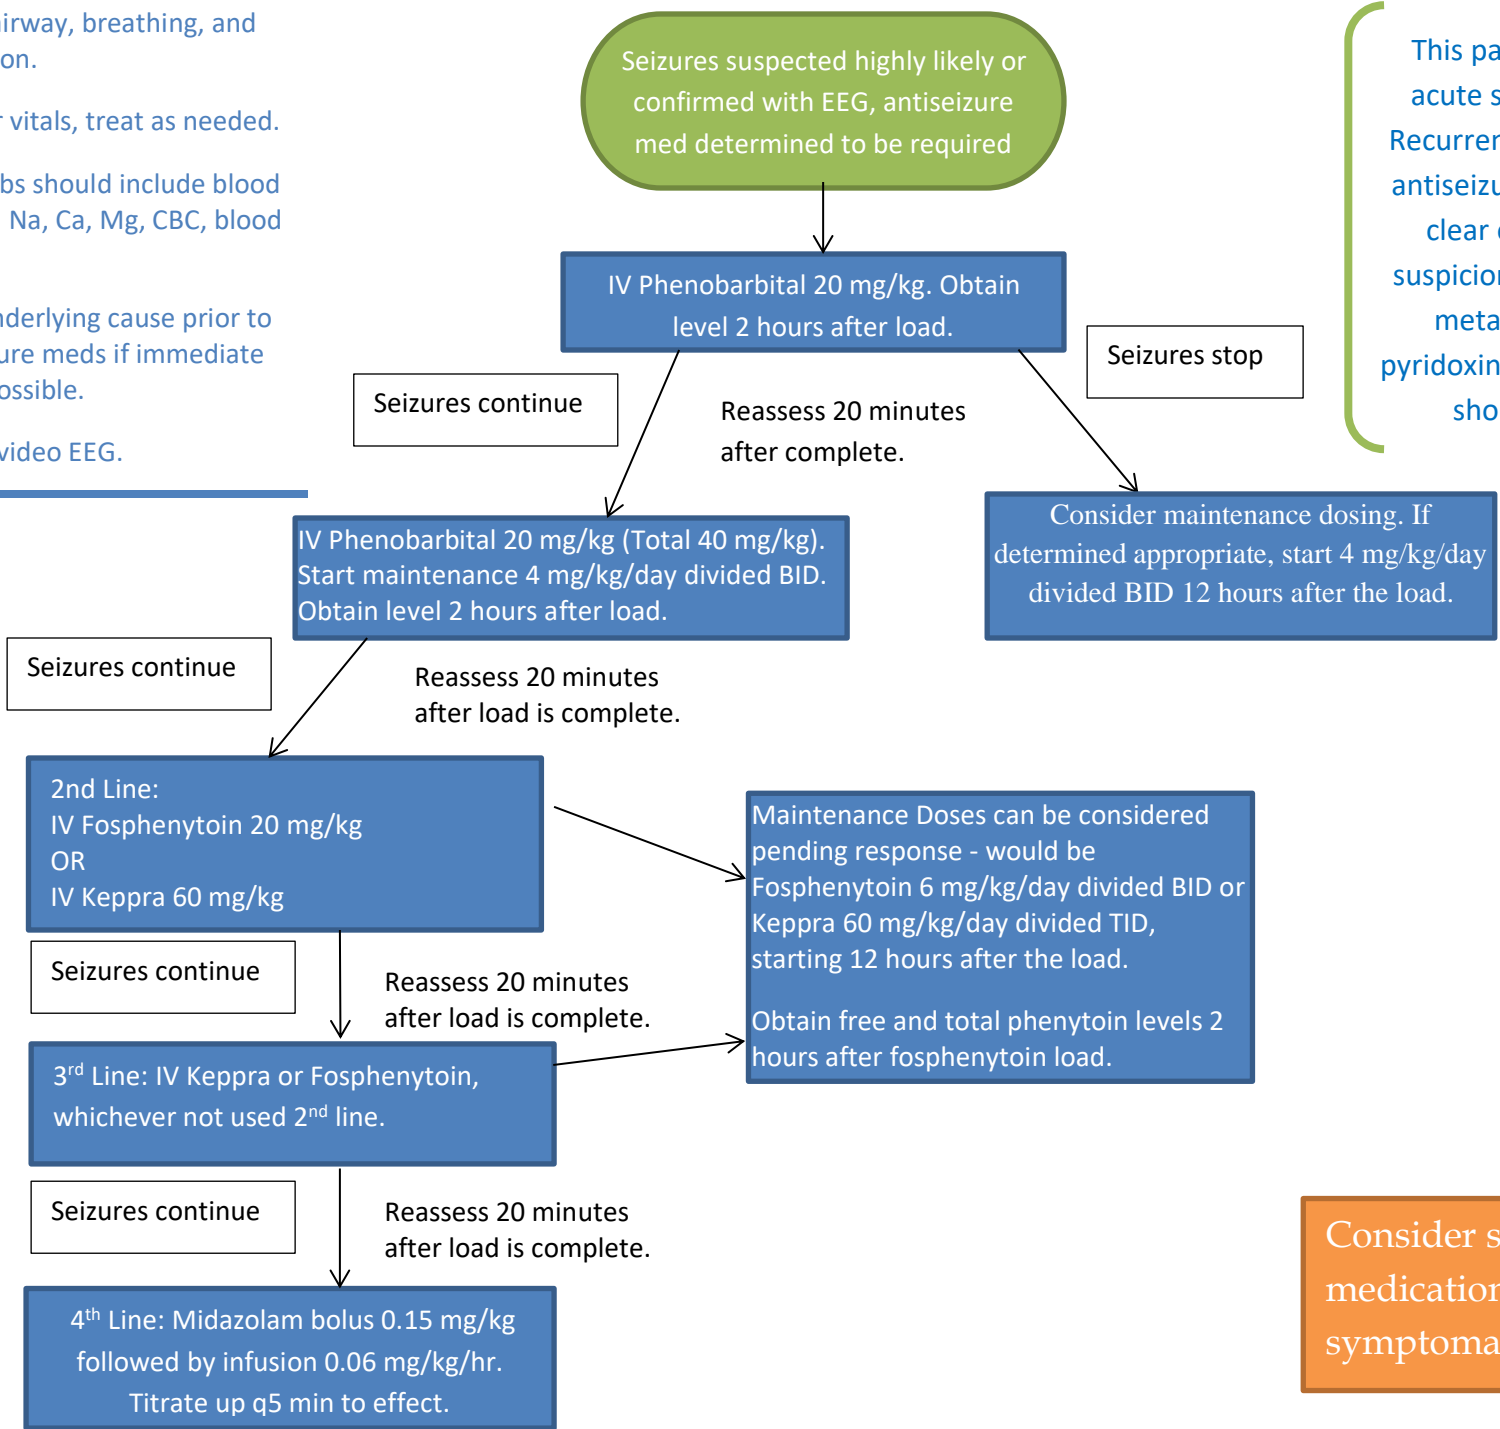 irway, breathing, and
on.
r vitals, treat as needed.
bs should include blood
Na, Ca, Mg, CBC, blood
nderlying cause prior to
ure meds if immediate
ossible.
video EEG.
Seizures suspected highly likely or
confirmed with EEG, antiseizure
med determined to be required
This pa
acute s
Recurren
antiseizu
clear
suspicion
meta
pyridoxin
sho
IV Phenobarbital 20 mg/kg. Obtain
level 2 hours after load.
Seizures continue
Reassess 20 minutes
after complete.
Seizures stop
IV Phenobarbital 20 mg/kg (Total 40 mg/kg).
Start maintenance 4 mg/kg/day divided BID.
Obtain level 2 hours after load.
Consider maintenance dosing. If
determined appropriate, start 4 mg/kg/day
divided BID 12 hours after the load.
Seizures continue
Reassess 20 minutes
after load is complete.
2nd Line:
IV Fosphenytoin 20 mg/kg
OR
IV Keppra 60 mg/kg
Maintenance Doses can be considered
pending response - would be
Fosphenytoin 6 mg/kg/day divided BID or
Keppra 60 mg/kg/day divided TID,
starting 12 hours after the load.
Obtain free and total phenytoin levels 2
hours after fosphenytoin load.
Seizures continue
Reassess 20 minutes
after load is complete.
3rd Line: IV Keppra or Fosphenytoin,
whichever not used 2nd line.
Seizures continue
Reassess 20 minutes
after load is complete.
4th Line: Midazolam bolus 0.15 mg/kg
followed by infusion 0.06 mg/kg/hr.
Titrate up q5 min to effect.
Consider s
medication
symptoma